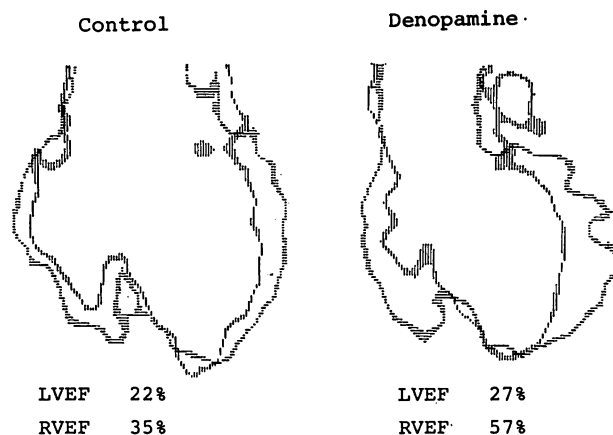 Control
Denopamine
LVEF 22%
RVEF 35%
LVEF 27%
RVEF 57%